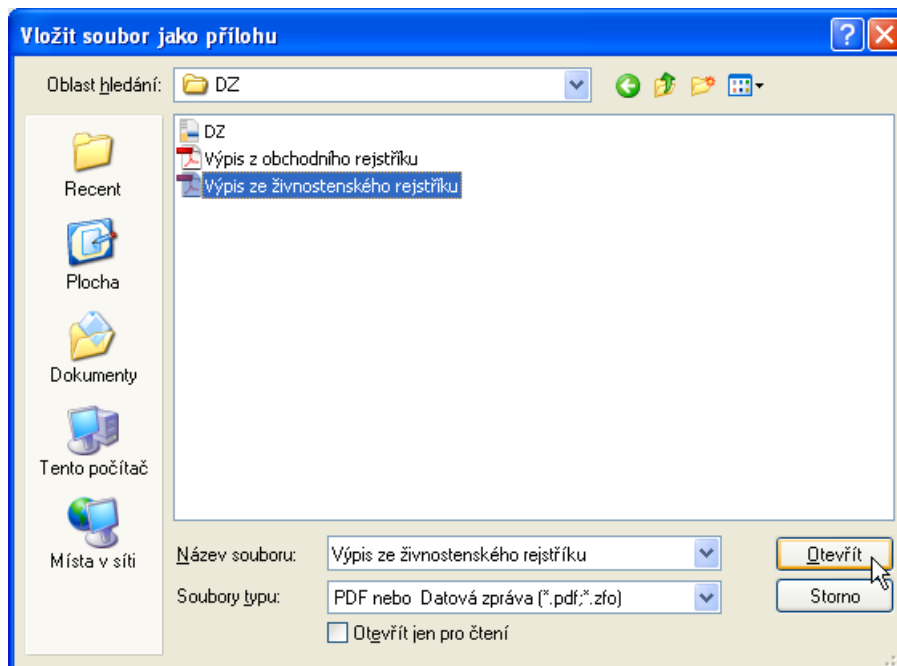 Vložit soubor jako přílohu
Oblast hledání: DZ
DZ
Výpis z obchodního rejstříku
Výpis ze živnostenského rejstříku
Recent
Plocha
Dokumenty
Tento počítač
Místa v síti
Název souboru: Výpis ze živnostenského rejstříku Otevřít
Soubory typu: PDF nebo Datová zpráva (*.pdf;*.zfo) Storno
Otevřít jen pro čtení